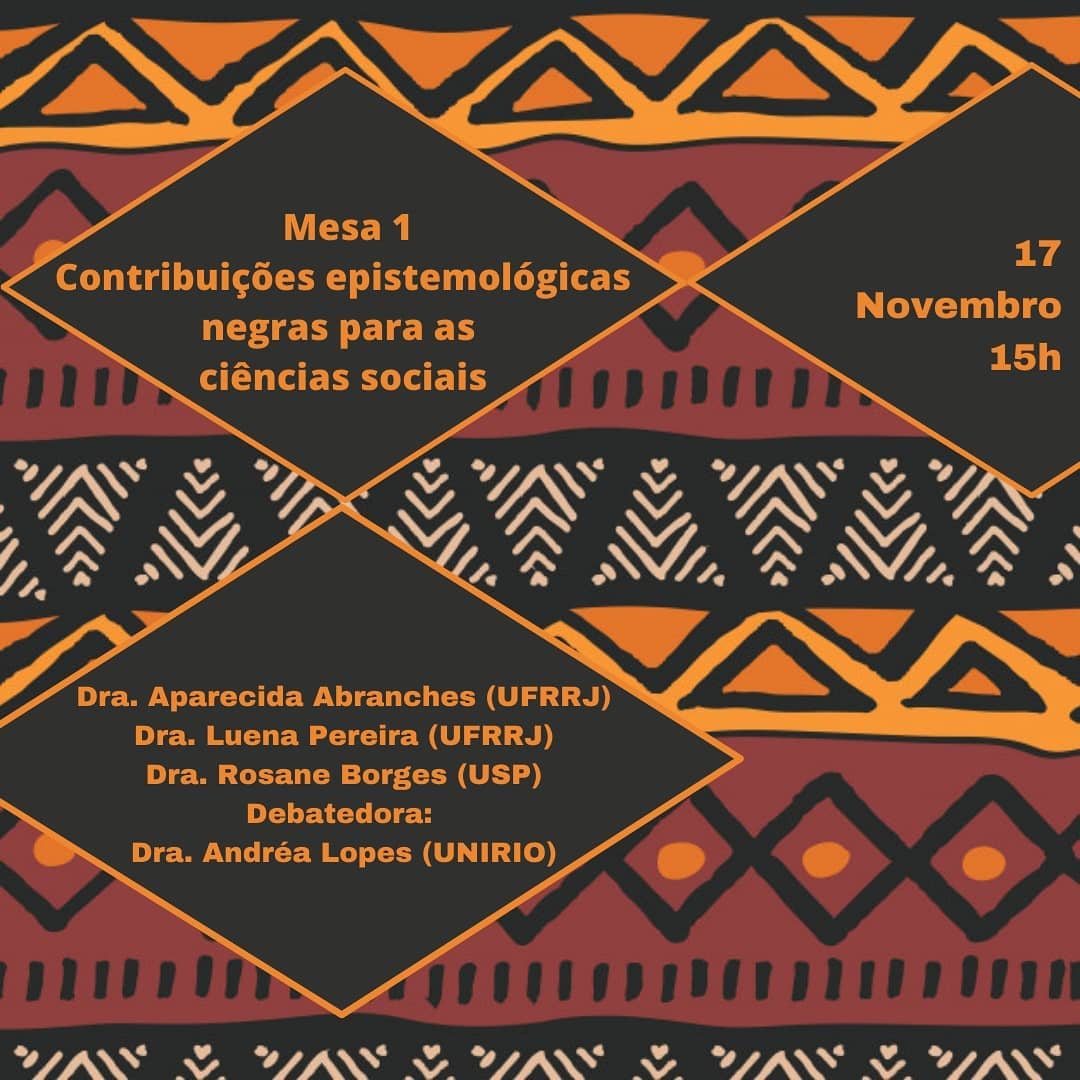 Mesa 1
Contribuições epistemológicas
negras para as
ciências sociais
17
Novembro
15h
Dra. Aparecida Abranches (UFRRJ)
Dra. Luena Pereira (UFRRJ)
Dra. Rosane Borges (USP)
Debatedora:
Dra. Andréa Lopes (UNIRIO)